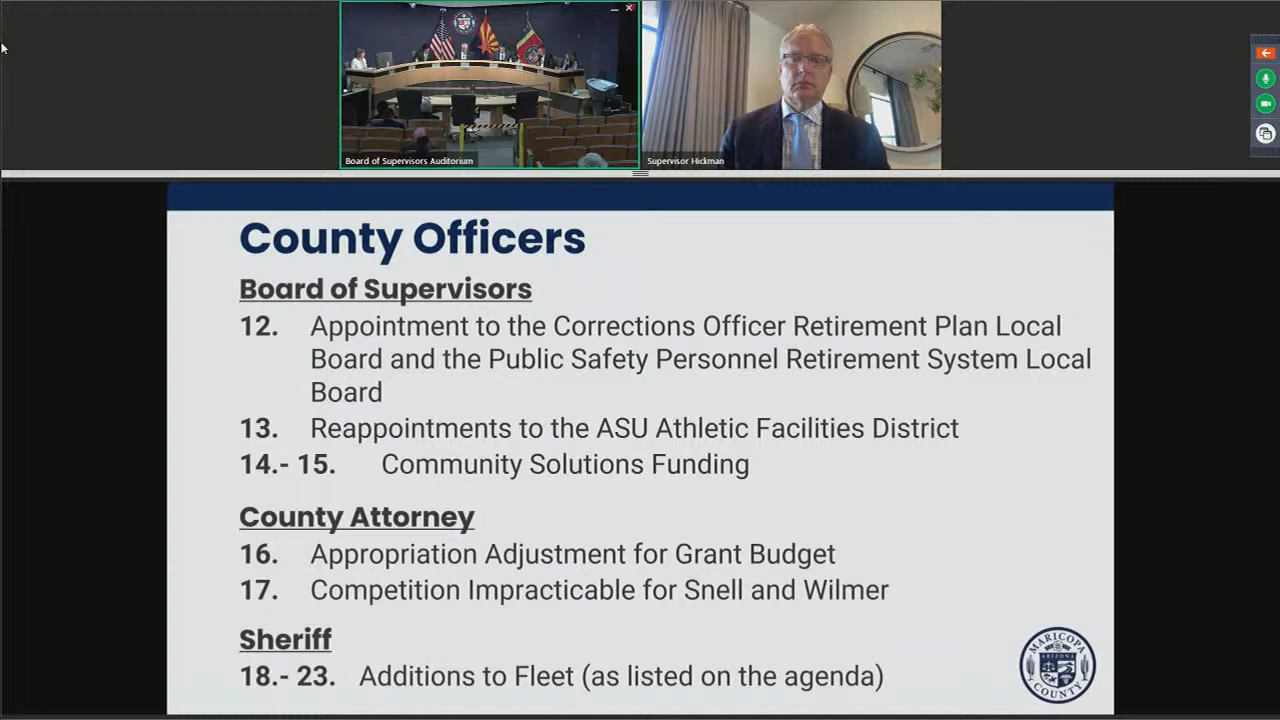 Board of Supervisors Auditorium
Supervisor Hickman
County Officers
Board of Supervisors
12. Appointment to the Corrections Officer Retirement Plan Local
Board and the Public Safety Personnel Retirement System Local
Board
13. Reappointments to the ASU Athletic Facilities District
14.- 15. Community Solutions Funding
County Attorney
16. Appropriation Adjustment for Grant Budget
17. Competition Impracticable for Snell and Wilmer
Sheriff
18.- 23. Additions to Fleet (as listed on the agenda)
MARICOPA
ARIZONA
COUNTY